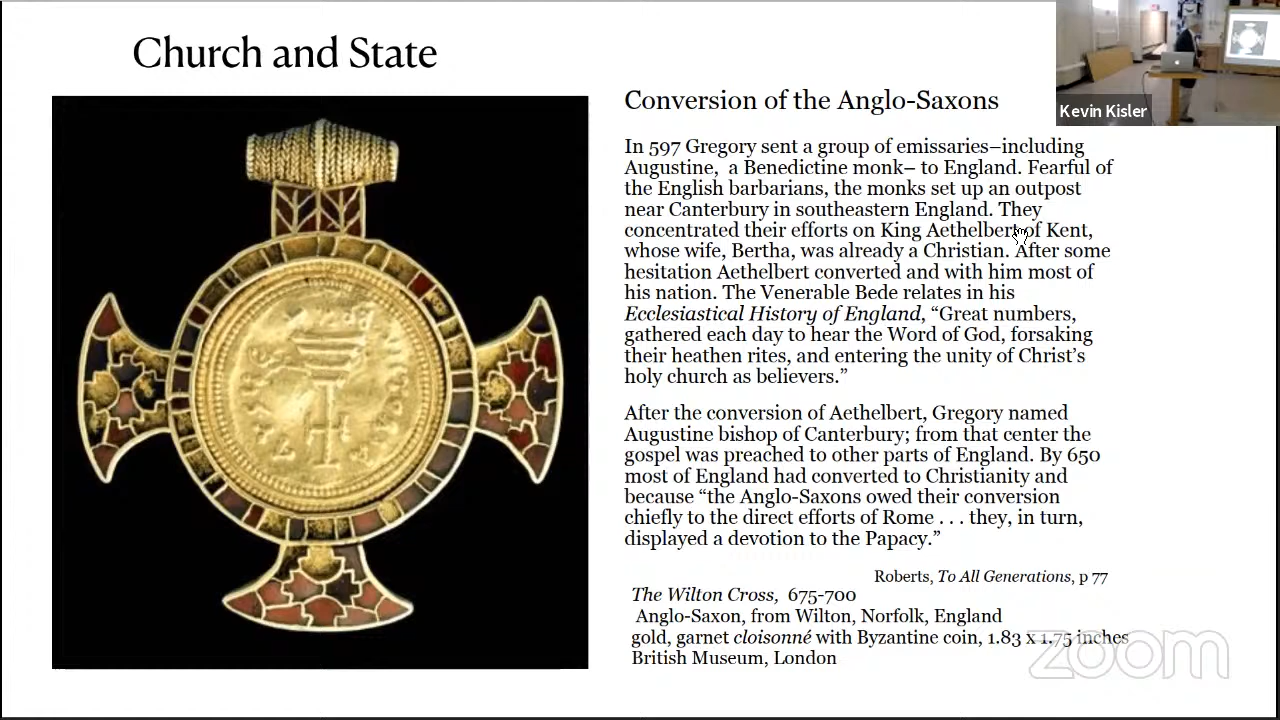 Church and State
Kevin Kisler
Conversion of the Anglo-Saxons
In 597 Gregory sent a group of emissaries–including
Augustine,  a Benedictine monk– to England. Fearful of
the English barbarians, the monks set up an outpost
near Canterbury in southeastern England. They
concentrated their efforts on King Aethelbert of Kent,
whose wife, Bertha, was already a Christian. After some
hesitation Aethelbert converted and with him most of
his nation. The Venerable Bede relates in his
Ecclesiastical History of England, “Great numbers,
gathered each day to hear the Word of God, forsaking
their heathen rites, and entering the unity of Christ’s
holy church as believers.”
After the conversion of Aethelbert, Gregory named
Augustine bishop of Canterbury; from that center the
gospel was preached to other parts of England. By 650
most of England had converted to Christianity and
because “the Anglo-Saxons owed their conversion
chiefly to the direct efforts of Rome . . . they, in turn,
displayed a devotion to the Papacy.”
Roberts, To All Generations, p 77
The Wilton Cross,  675-700
Anglo-Saxon, from Wilton, Norfolk, England
gold, garnet cloisonné with Byzantine coin, 1.83 x 1.75 inches
British Museum, London
zoom